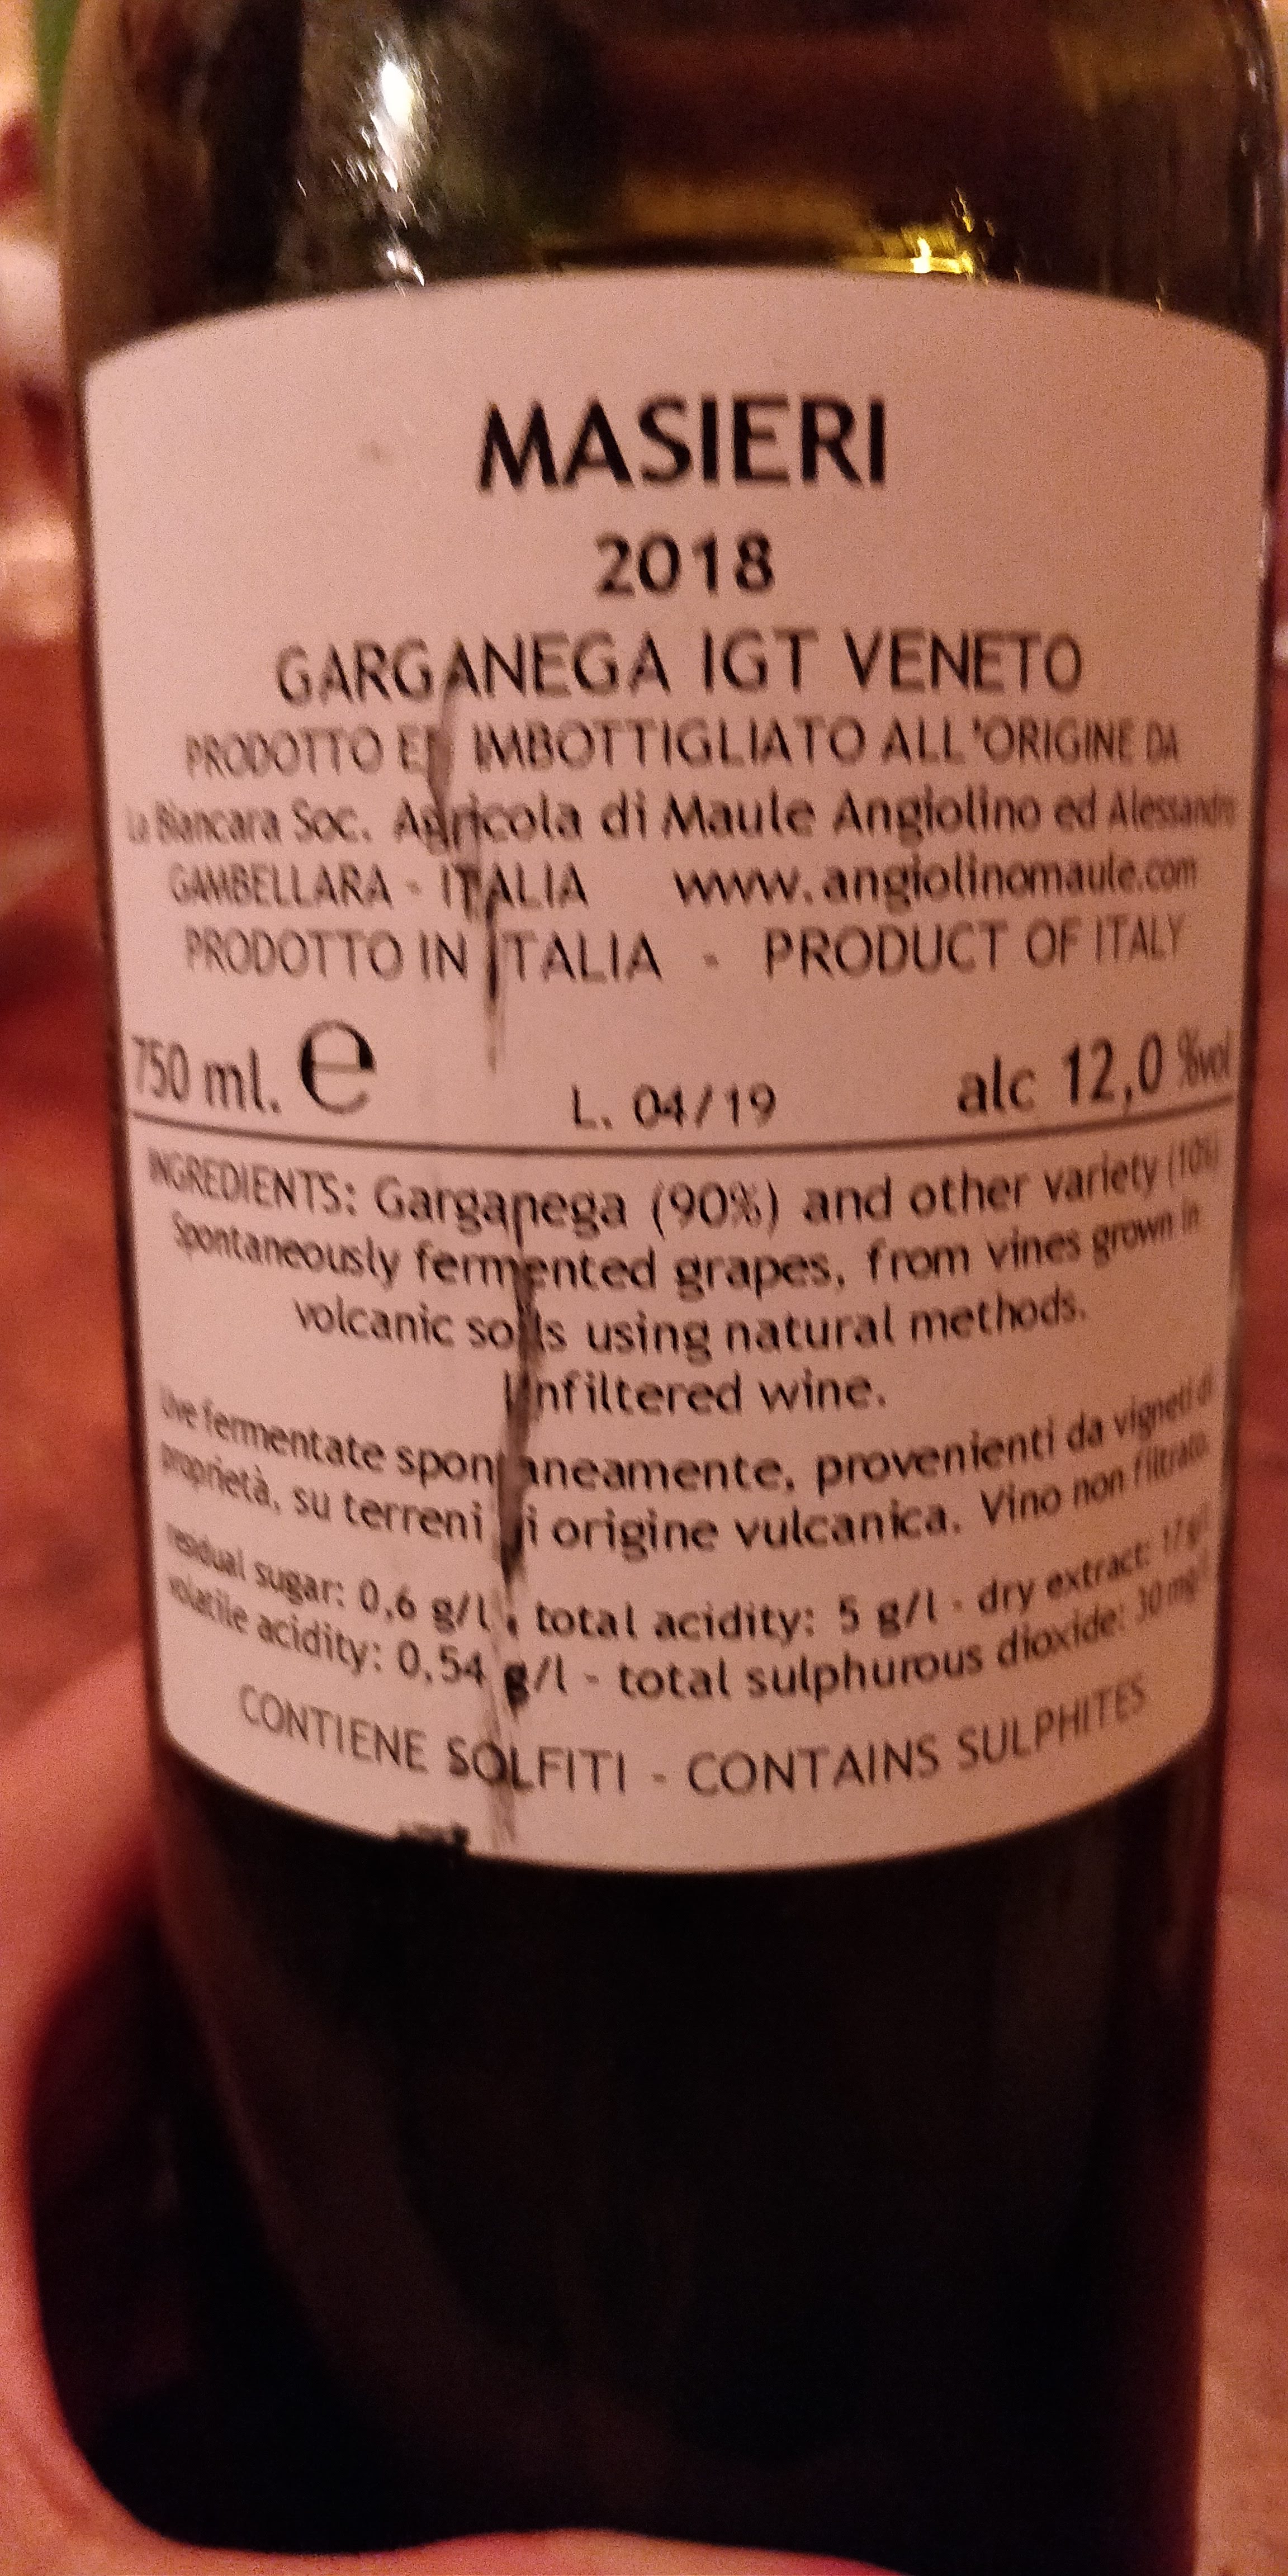 MASIERI
2018
GARGANEGA IGT VENETO
PRODOTTO ED IMBOTTIGLIATO ALL'ORIGINE DA
La Biancara Soc. Agricola di Maule Angiolino ed Alessandro
GAMBELLARA - ITALIA www.angiolinomaule.com
PRODOTTO IN ITALIA - PRODUCT OF ITALY
750 ml. e L. 04/19 alc 12,0 %vol
INGREDIENTS: Garganega (90%) and other variety (10%)
Spontaneously fermented grapes, from vines grown in
volcanic soils using natural methods.
Unfiltered wine.
Uve fermentate spontaneamente, provenienti da vigneti di
proprietà, su terreni di origine vulcanica. Vino non filtrato.
residual sugar: 0,6 g/l - total acidity: 5 g/l - dry extract: 17 g/l
volatile acidity: 0,54 g/l - total sulphurous dioxide: 30 mg/l
CONTIENE SOLFITI - CONTAINS SULPHITES